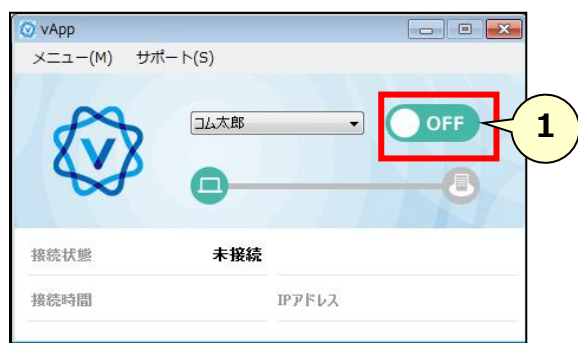 vApp
メニュー(M) サポート(S)
コム太郎
OFF
1
V
接続状態 未接続
接続時間 IPアドレス